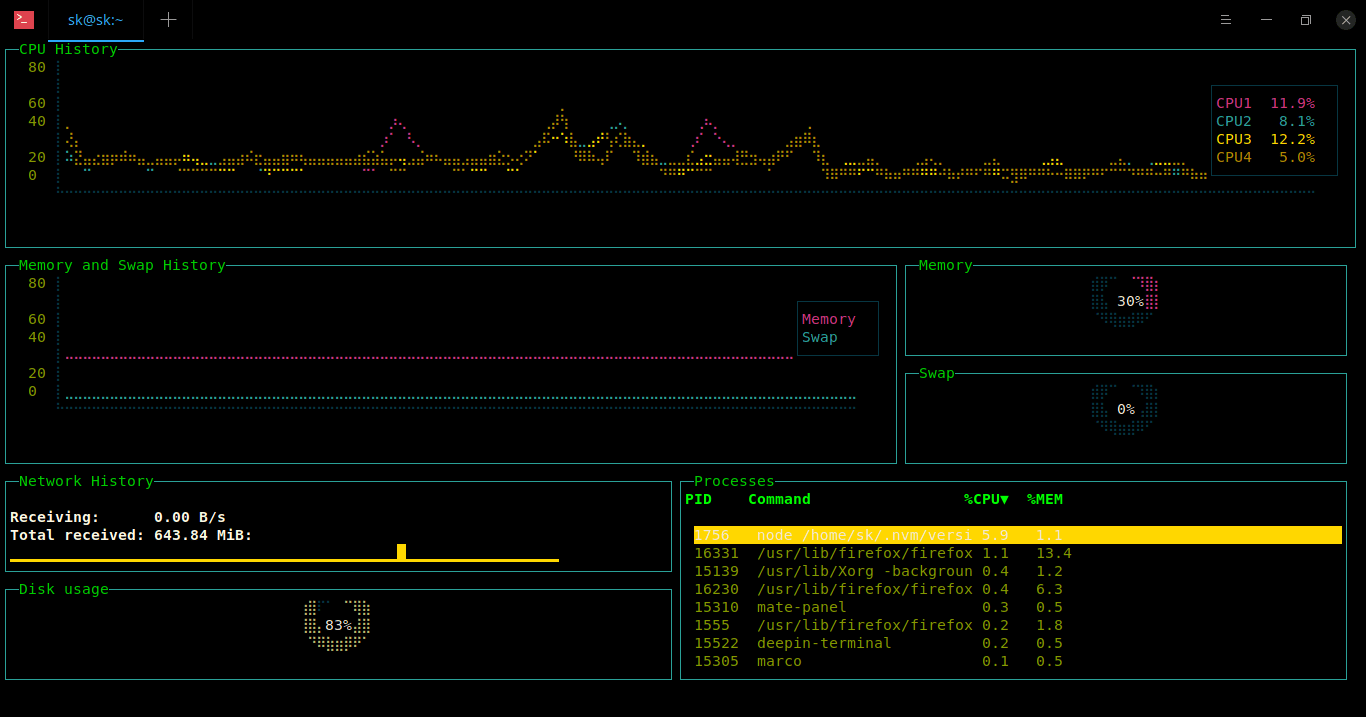 sk@sk:~
CPU History
80
60
40
20
0
CPU1 11.9%
CPU2 8.1%
CPU3 12.2%
CPU4 5.0%
Memory and Swap History
80
60
40
20
0
Memory
Swap
Memory
30%
Swap
0%
Network History
Receiving: 0.00 B/s
Total received: 643.84 MiB:
Disk usage
83%
Processes
PID Command %CPU▼ %MEM
1756 node /home/sk/.nvm/versi 5.9 1.1
16331 /usr/lib/firefox/firefox 1.1 13.4
15139 /usr/lib/Xorg -backgroun 0.4 1.2
16230 /usr/lib/firefox/firefox 0.4 6.3
15310 mate-panel 0.3 0.5
1555 /usr/lib/firefox/firefox 0.2 1.8
15522 deepin-terminal 0.2 0.5
15305 marco 0.1 0.5